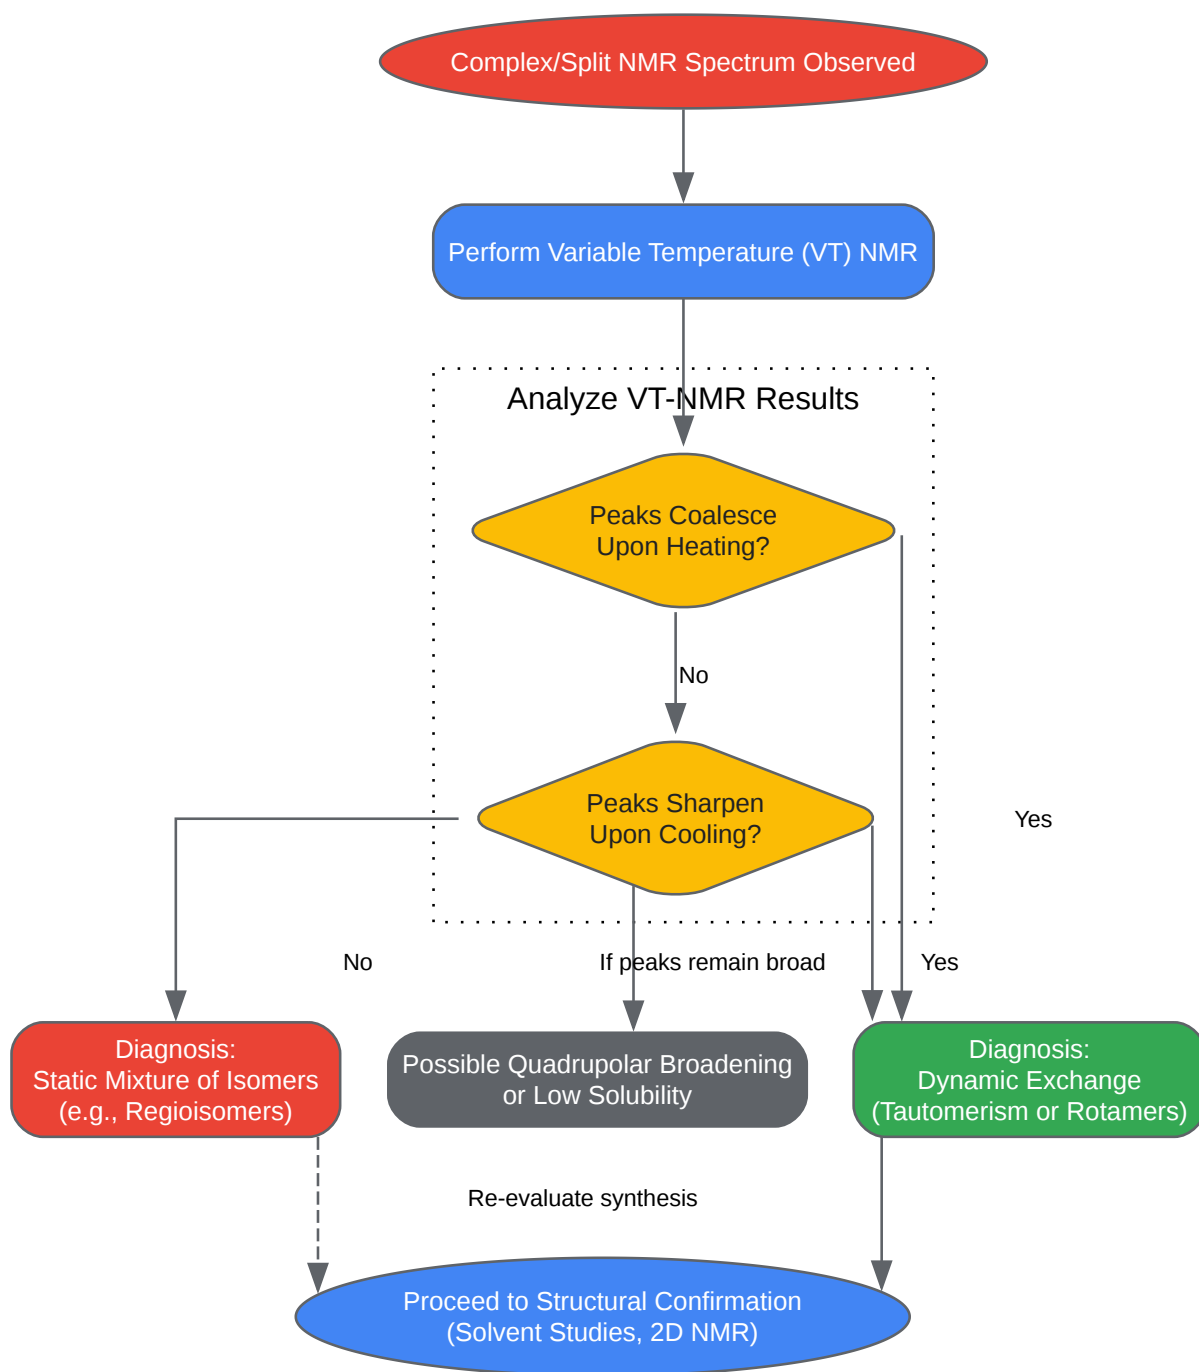 Complex/Split NMR Spectrum Observed
Perform Variable Temperature (VT) NMR
Analyze VT-NMR Results
Peaks Coalesce
Upon Heating?
No
Peaks Sharpen
Upon Cooling?
Yes
No
If peaks remain broad
Yes
Diagnosis:
Static Mixture of Isomers
(e.g., Regioisomers)
Possible Quadrupolar Broadening
or Low Solubility
Diagnosis:
Dynamic Exchange
(Tautomerism or Rotamers)
Re-evaluate synthesis
Proceed to Structural Confirmation
(Solvent Studies, 2D NMR)